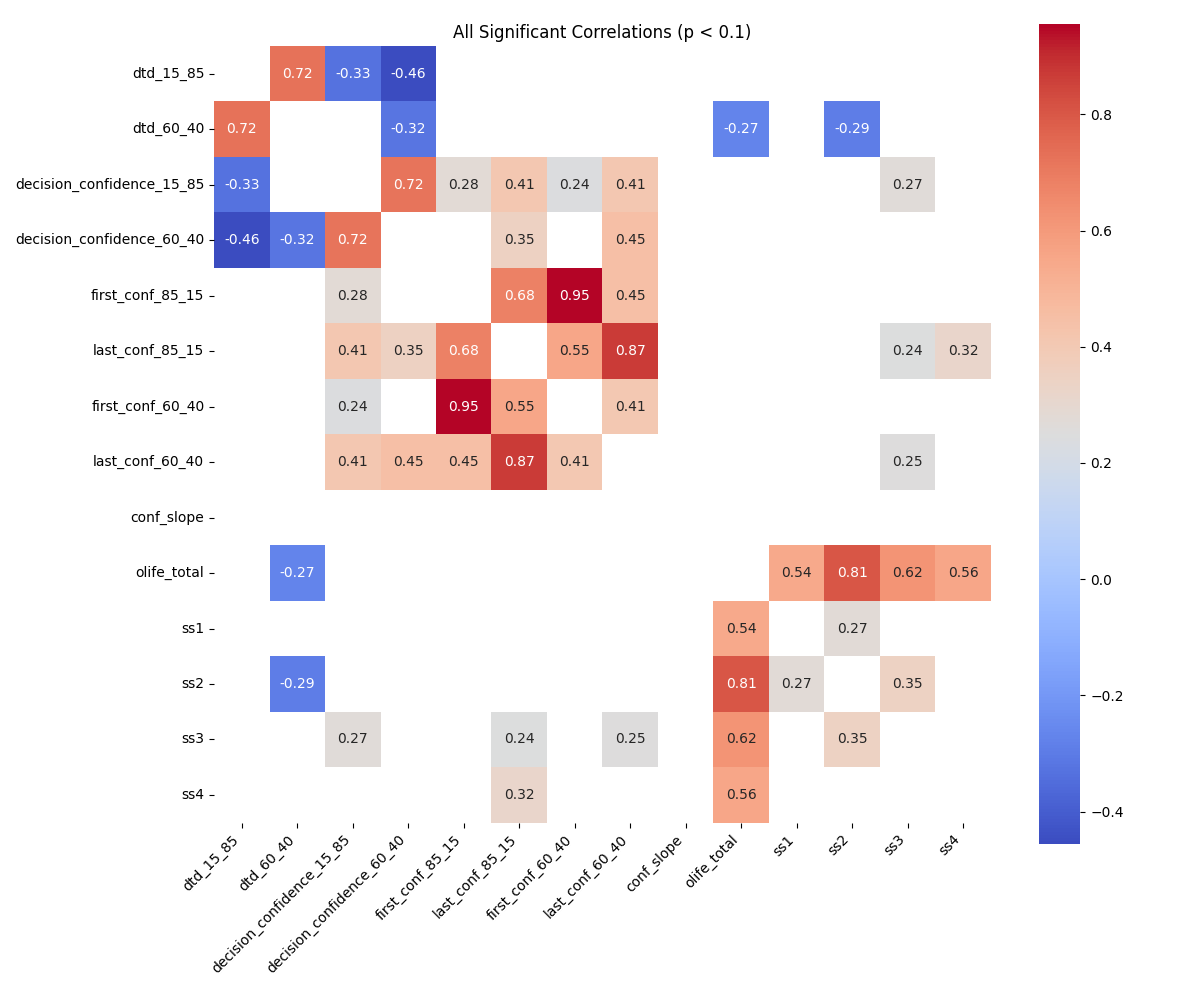 All Significant Correlations (p < 0.1)
dtd_15_85 0.72 -0.33 -0.46
dtd_60_40 0.72 -0.32 -0.27 -0.29
decision_confidence_15_85 -0.33 0.72 0.28 0.41 0.24 0.41 0.27
decision_confidence_60_40 -0.46 -0.32 0.72 0.35 0.45
first_conf_85_15 0.28 0.68 0.95 0.45
last_conf_85_15 0.41 0.35 0.68 0.55 0.87 0.24 0.32
first_conf_60_40 0.24 0.95 0.55 0.41
last_conf_60_40 0.41 0.45 0.45 0.87 0.41 0.25
conf_slope
olife_total -0.27 0.54 0.81 0.62 0.56
ss1 0.54 0.27
ss2 -0.29 0.81 0.27 0.35
ss3 0.27 0.24 0.25 0.62 0.35
ss4 0.32 0.56
dtd_15_85
dtd_60_40
decision_confidence_15_85
decision_confidence_60_40
first_conf_85_15
last_conf_85_15
first_conf_60_40
last_conf_60_40
conf_slope
olife_total
ss1
ss2
ss3
ss4
0.8
0.6
0.4
0.2
0.0
−0.2
−0.4